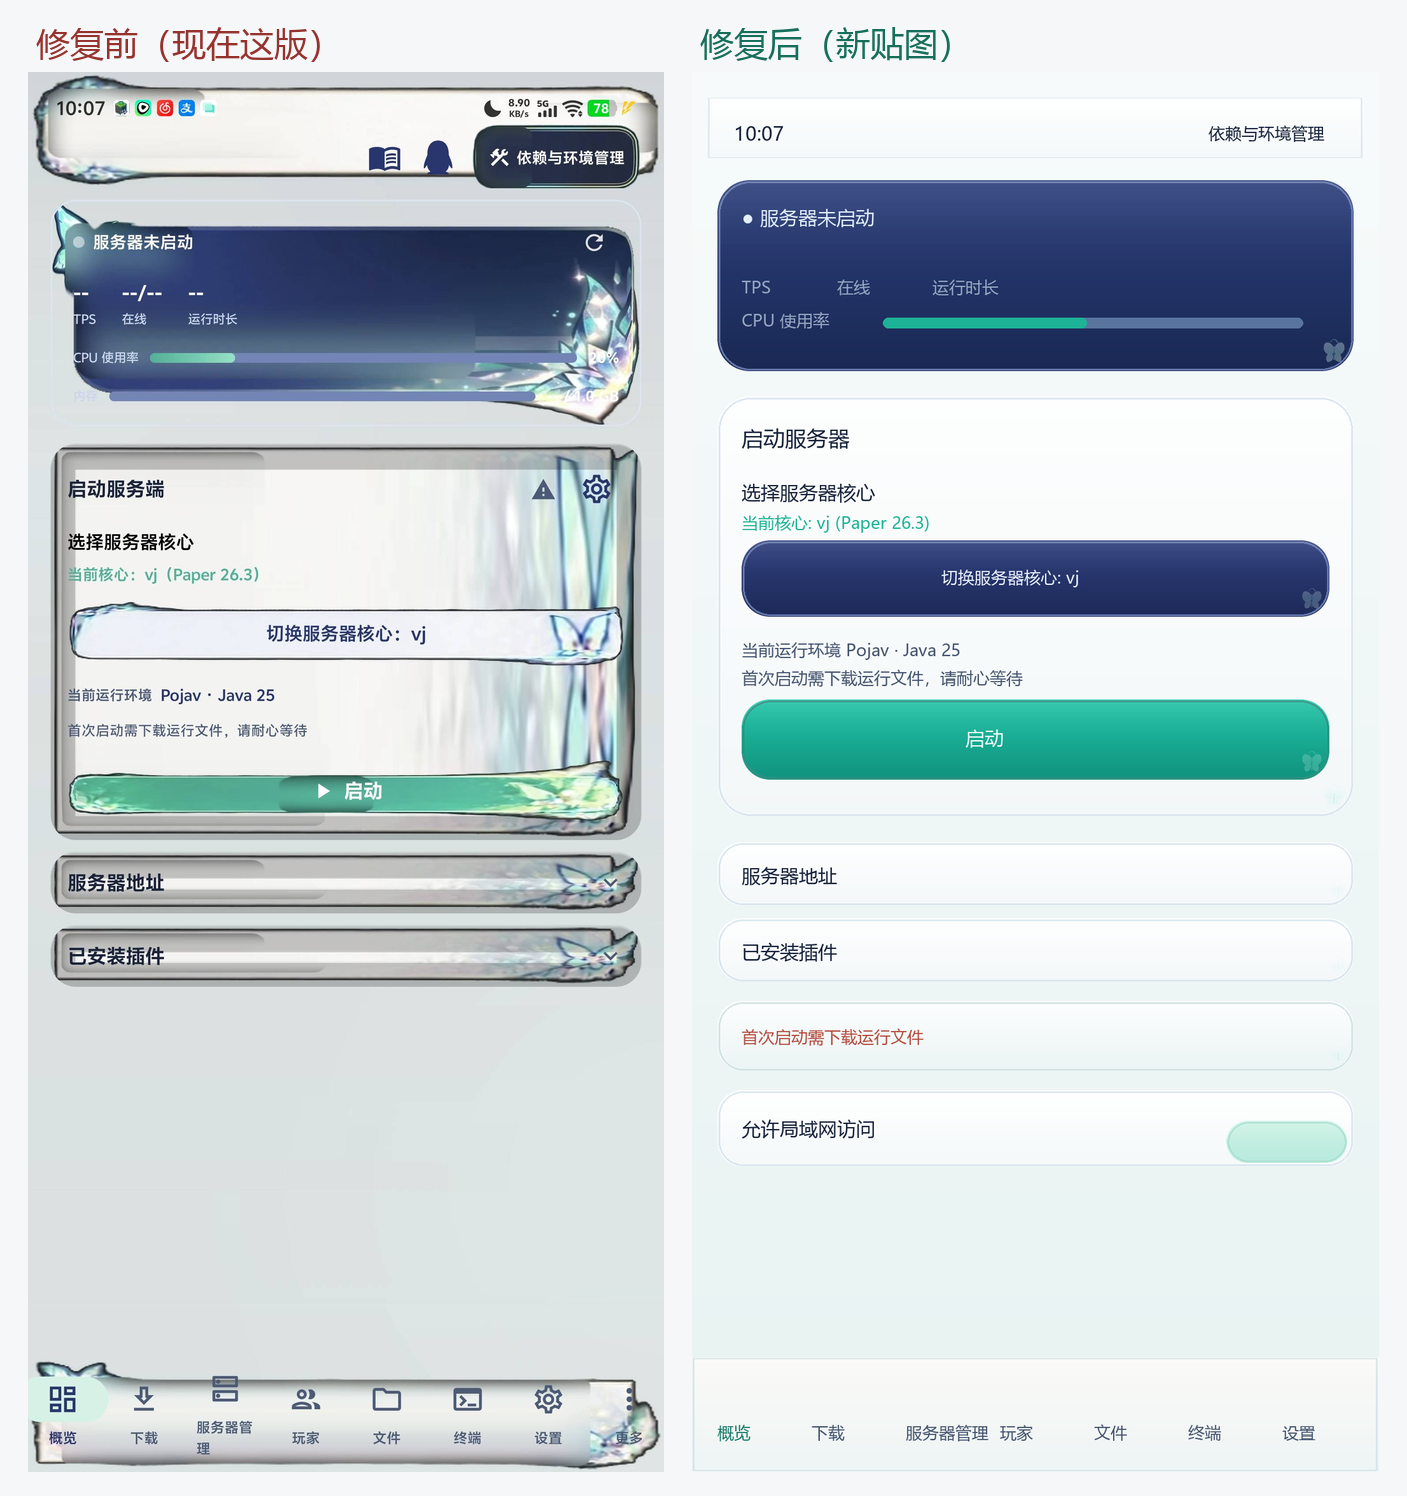 修复前（现在这版）
10:07
8.90 KB/s
5G
78
依赖与环境管理
服务器未启动
-- --/-- --
TPS 在线 运行时长
CPU 使用率
内存
启动服务端
选择服务器核心
当前核心：vj（Paper 26.3）
切换服务器核心：vj
当前运行环境 Pojav · Java 25
首次启动需下载运行文件，请耐心等待
启动
服务器地址
已安装插件
概览 下载 服务器管理 玩家 文件 终端 设置 更多
修复后（新贴图）
10:07 依赖与环境管理
服务器未启动
TPS 在线 运行时长
CPU 使用率
启动服务器
选择服务器核心
当前核心: vj (Paper 26.3)
切换服务器核心: vj
当前运行环境 Pojav · Java 25
首次启动需下载运行文件，请耐心等待
启动
服务器地址
已安装插件
首次启动需下载运行文件
允许局域网访问
概览 下载 服务器管理 玩家 文件 终端 设置